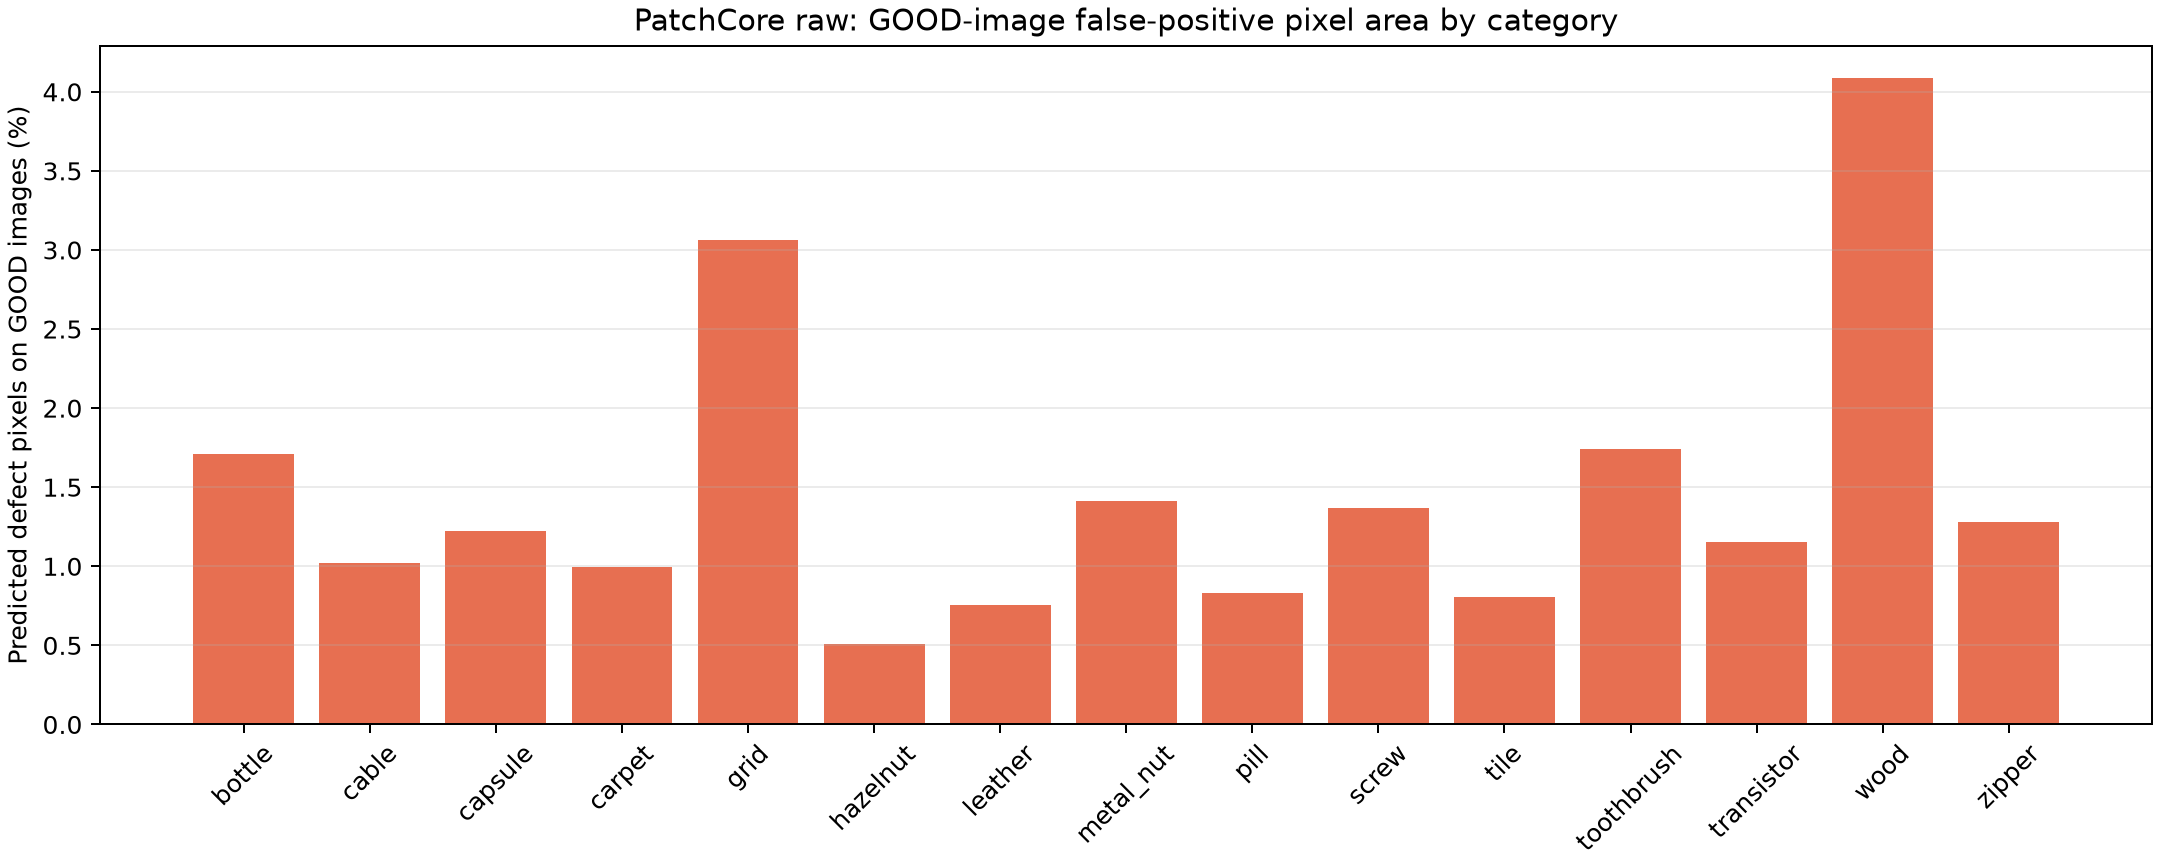 PatchCore raw: GOOD-image false-positive pixel area by category
Predicted defect pixels on GOOD images (%)
4.0
3.5
3.0
2.5
2.0
1.5
1.0
0.5
0.0
bottle
cable
capsule
carpet
grid
hazelnut
leather
metal_nut
pill
screw
tile
toothbrush
transistor
wood
zipper